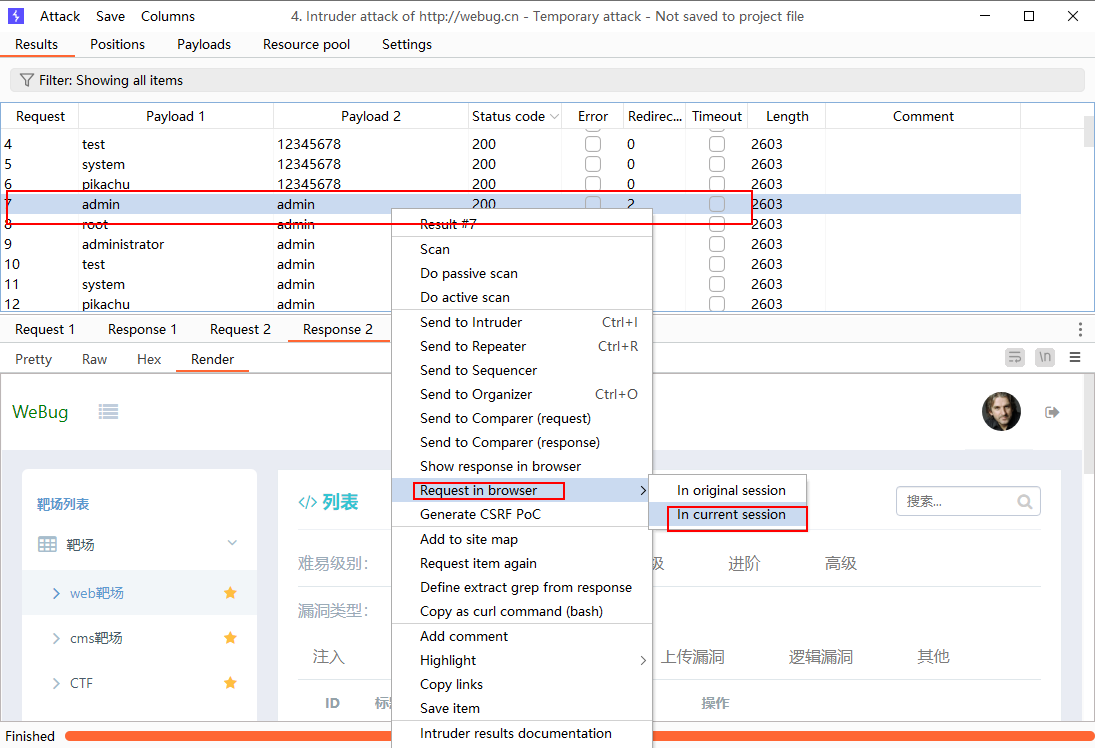 Attack Save Columns 4. Intruder attack of http://webug.cn - Temporary attack - Not saved to project file
Results Positions Payloads Resource pool Settings
Filter: Showing all items
Request Payload 1 Payload 2 Status code Error Redirec... Timeout Length Comment
4 test 12345678 200 0 2603
5 system 12345678 200 0 2603
6 pikachu 12345678 200 0 2603
7 admin admin 200 2 2603
8 root admin 2603
9 administrator admin 2603
10 test admin 2603
11 system admin 2603
12 pikachu admin 2603
Result #7
Scan
Do passive scan
Do active scan
Send to Intruder Ctrl+I
Send to Repeater Ctrl+R
Send to Sequencer
Send to Organizer Ctrl+O
Send to Comparer (request)
Send to Comparer (response)
Show response in browser
Request in browser
In original session
In current session
Generate CSRF PoC
Add to site map
Request item again
Define extract grep from response
Copy as curl command (bash)
Add comment
Highlight
Copy links
Save item
Intruder results documentation
Request 1 Response 1 Request 2 Response 2
Pretty Raw Hex Render
\n
WeBug
靶场列表
靶场
web靶场
cms靶场
CTF
</> 列表
搜索...
难易级别: 级 进阶 高级
漏洞类型:
注入 上传漏洞 逻辑漏洞 其他
ID 标 操作
Finished